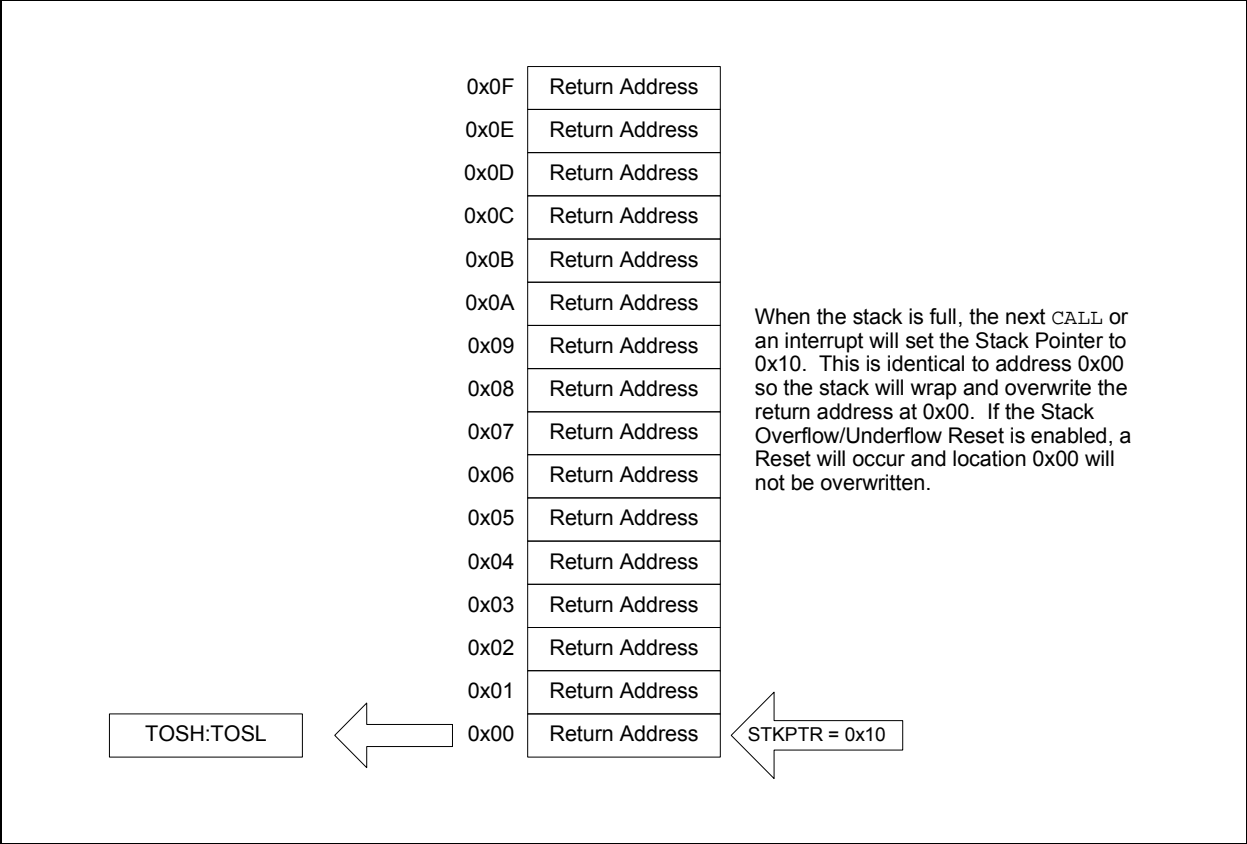 0x0F Return Address
0x0E Return Address
0x0D Return Address
0x0C Return Address
0x0B Return Address
0x0A Return Address
0x09 Return Address
0x08 Return Address
0x07 Return Address
0x06 Return Address
0x05 Return Address
0x04 Return Address
0x03 Return Address
0x02 Return Address
0x01 Return Address
TOSH:TOSL 0x00 Return Address STKPTR = 0x10
When the stack is full, the next CALL or
an interrupt will set the Stack Pointer to
0x10. This is identical to address 0x00
so the stack will wrap and overwrite the
return address at 0x00. If the Stack
Overflow/Underflow Reset is enabled, a
Reset will occur and location 0x00 will
not be overwritten.